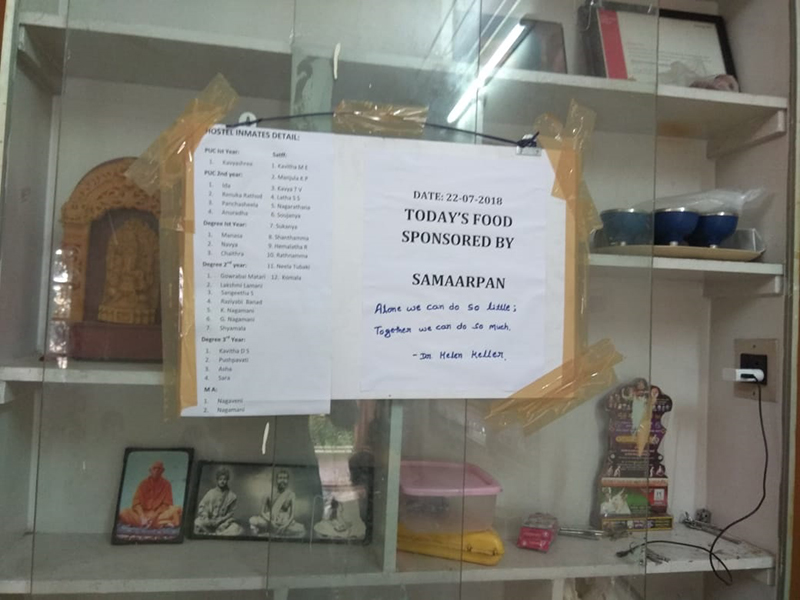 HOSTEL INMATES DETAIL:
PUC Ist Year:
1. Kavyashree
PUC 2nd year:
1. Ida
2. Renuka Rathod
3. Panchasheela
4. Anuradha
Degree Ist Year:
1. Manasa
2. Navya
3. Chaithra
Degree 2nd year:
1. Gowrabai Matari
2. Lakshmi Lamani
3. Sangeetha S
4. Raziyabi Banad
5. K. Nagamani
6. G. Nagamani
7. Shyamala
Degree 3rd Year:
1. Kavitha D S
2. Pushpavati
3. Asha
4. Sara
M A:
1. Nagaveni
2. Nagamani
Satff:
1. Kavitha M E
2. Manjula K P
3. Kavya T V
4. Latha S S
5. Nagarathana
6. Soujanya
7. Sukanya
8. Shanthamma
9. Hemalatha R
10. Rathnamma
11. Neela Tubaki
12. Komala
DATE: 22-07-2018
TODAY'S FOOD
SPONSORED BY
SAMAARPAN
Alone we can do so little;
Together we can do so much.
- Dr Helen Keller.